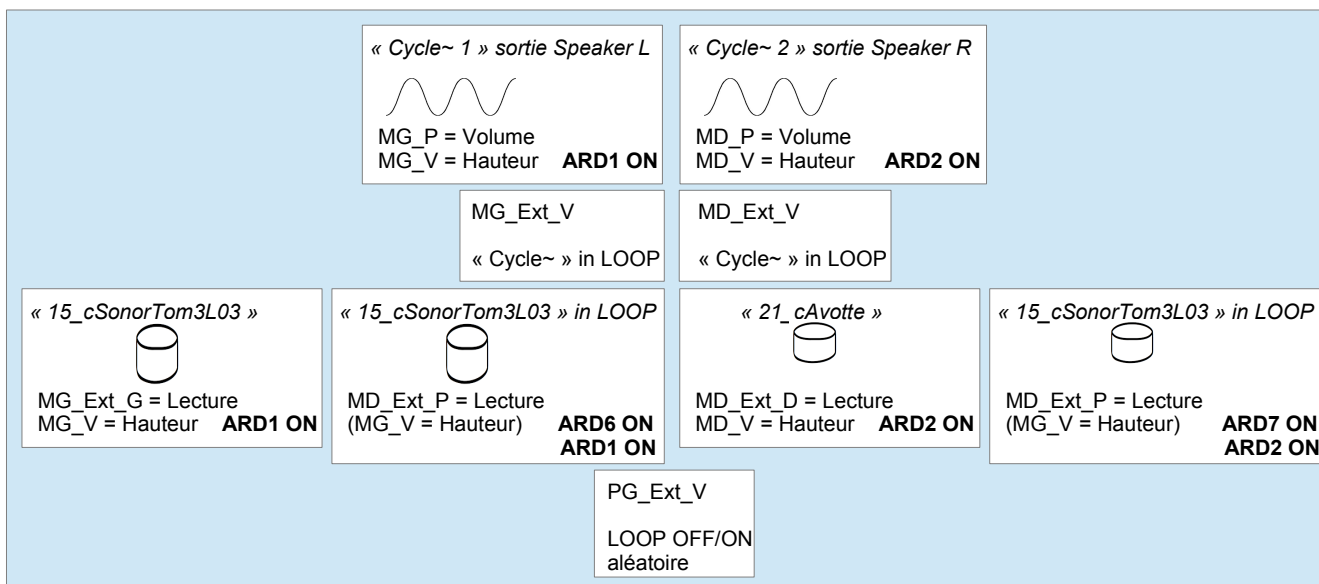 « Cycle~ 1 » sortie Speaker L
MG_P = Volume
MG_V = Hauteur ARD1 ON
« Cycle~ 2 » sortie Speaker R
MD_P = Volume
MD_V = Hauteur ARD2 ON
MG_Ext_V
« Cycle~ » in LOOP
MD_Ext_V
« Cycle~ » in LOOP
« 15_cSonorTom3L03 »
MG_Ext_G = Lecture
MG_V = Hauteur ARD1 ON
« 15_cSonorTom3L03 » in LOOP
MD_Ext_P = Lecture
(MG_V = Hauteur) ARD6 ON
ARD1 ON
« 21_cAvotte »
MD_Ext_D = Lecture
MD_V = Hauteur ARD2 ON
« 15_cSonorTom3L03 » in LOOP
MD_Ext_P = Lecture
(MG_V = Hauteur) ARD7 ON
ARD2 ON
PG_Ext_V
LOOP OFF/ON
aléatoire